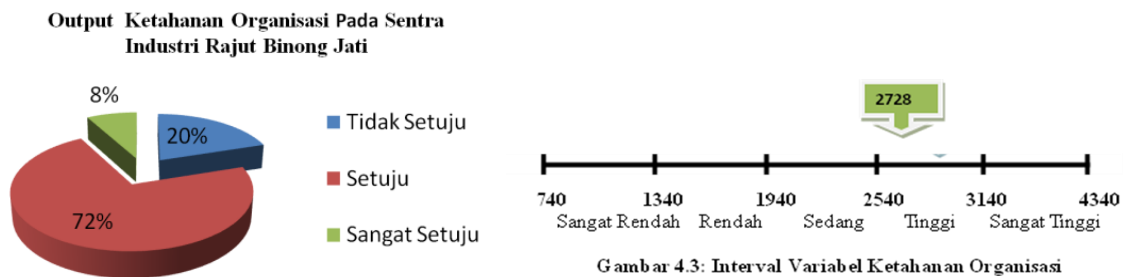 Output Ketahanan Organisasi Pada Sentra
Industri Rajut Binong Jati
8%
20%
72%
Tidak Setuju
Setuju
Sangat Setuju
2728
740 1340 1940 2540 3140 4340
Sangat Rendah Rendah Sedang Tinggi Sangat Tinggi
Gambar 4.3: Interval Variabel Ketahanan Organisasi